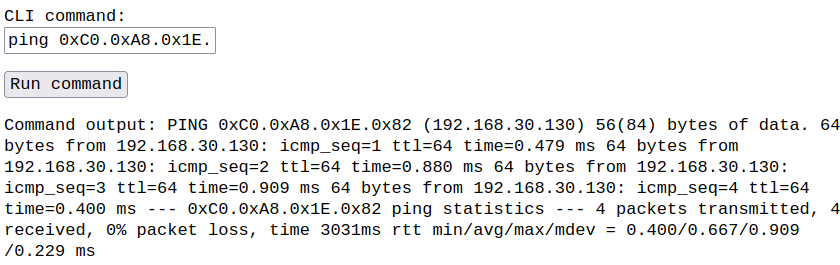 CLI command:
ping 0xC0.0xA8.0x1E.
Run command
Command output: PING 0xC0.0xA8.0x1E.0x82 (192.168.30.130) 56(84) bytes of data. 64
bytes from 192.168.30.130: icmp_seq=1 ttl=64 time=0.479 ms 64 bytes from
192.168.30.130: icmp_seq=2 ttl=64 time=0.880 ms 64 bytes from 192.168.30.130:
icmp_seq=3 ttl=64 time=0.909 ms 64 bytes from 192.168.30.130: icmp_seq=4 ttl=64
time=0.400 ms --- 0xC0.0xA8.0x1E.0x82 ping statistics --- 4 packets transmitted, 4
received, 0% packet loss, time 3031ms rtt min/avg/max/mdev = 0.400/0.667/0.909
/0.229 ms